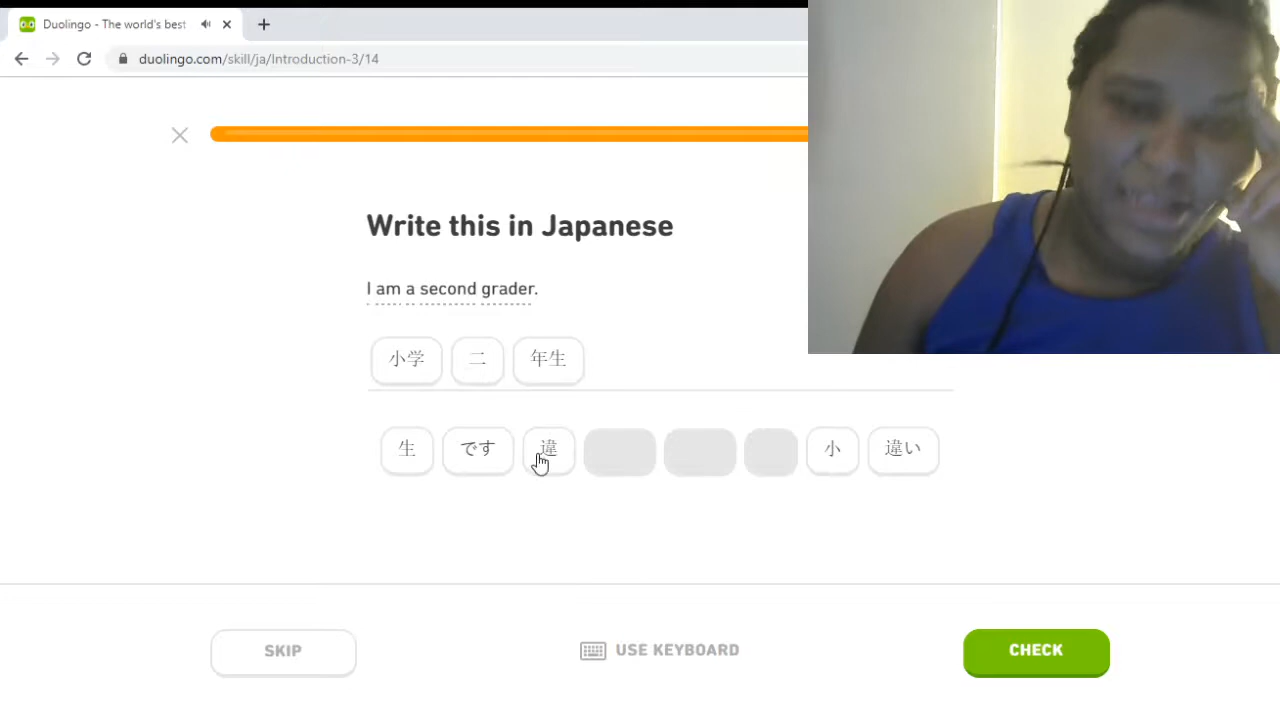 Duolingo - The world's best
duolingo.com/skill/ja/Introduction-3/14
Write this in Japanese
I am a second grader.
小学 二 年生
生 です 違 小 違い
SKIP USE KEYBOARD CHECK